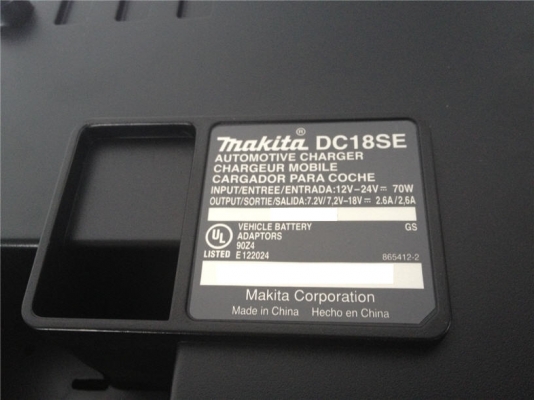 makita® DC18SE
AUTOMOTIVE CHARGER
CHARGEUR MOBILE
CARGADOR PARA COCHE
INPUT/ENTREE/ENTRADA:12V⎓24V⎓ 70W
OUTPUT/SORTIE/SALIDA:7.2V/7,2V-18V⎓ 2.6A/2,6A
UL
LISTED
VEHICLE BATTERY
ADAPTORS
90Z4
E122024
GS
865412-2
Makita Corporation
Made in China Hecho en China